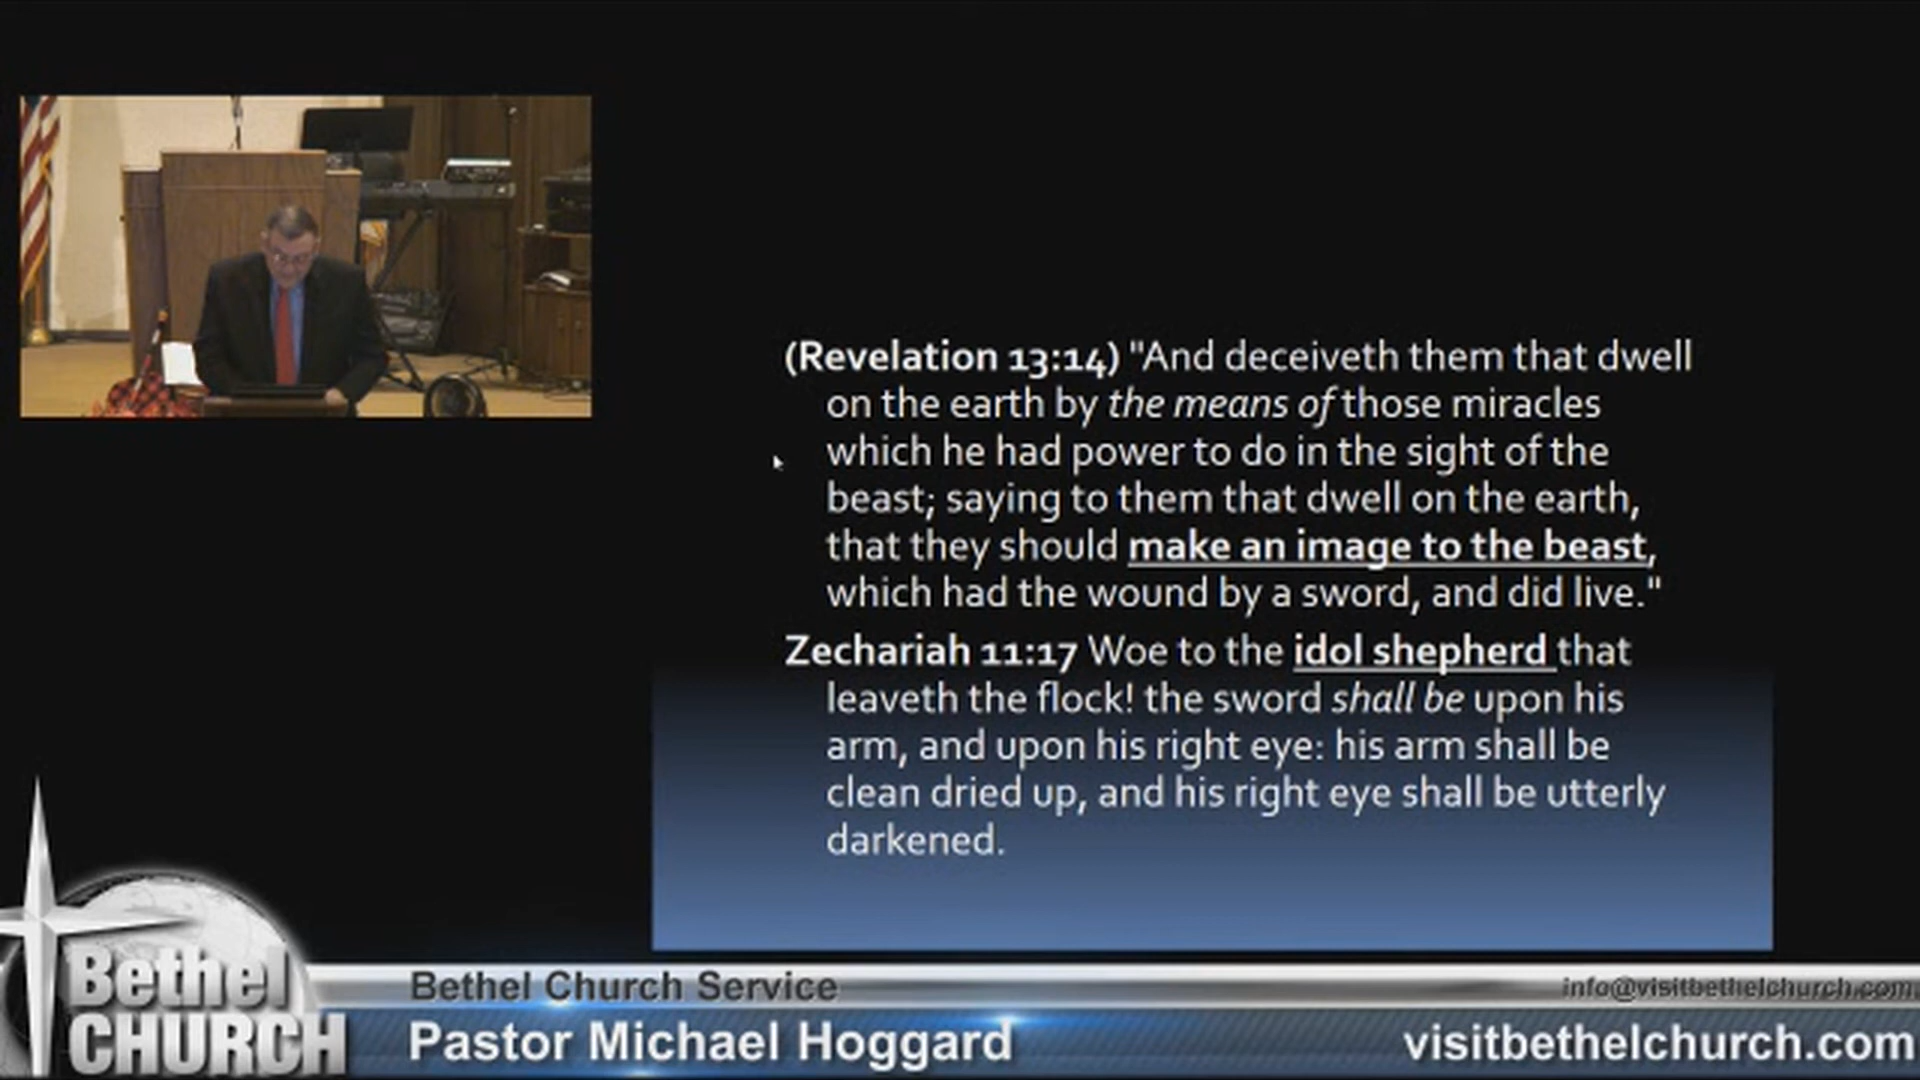 (Revelation 13:14) "And deceiveth them that dwell
on the earth by the means of those miracles
which he had power to do in the sight of the
beast; saying to them that dwell on the earth,
that they should make an image to the beast,
which had the wound by a sword, and did live."
Zechariah 11:17 Woe to the idol shepherd that
leaveth the flock! the sword shall be upon his
arm, and upon his right eye: his arm shall be
clean dried up, and his right eye shall be utterly
darkened.
Bethel
CHURCH
Bethel Church Service
info@visitbethelchurch.com
Pastor Michael Hoggard
visitbethelchurch.com